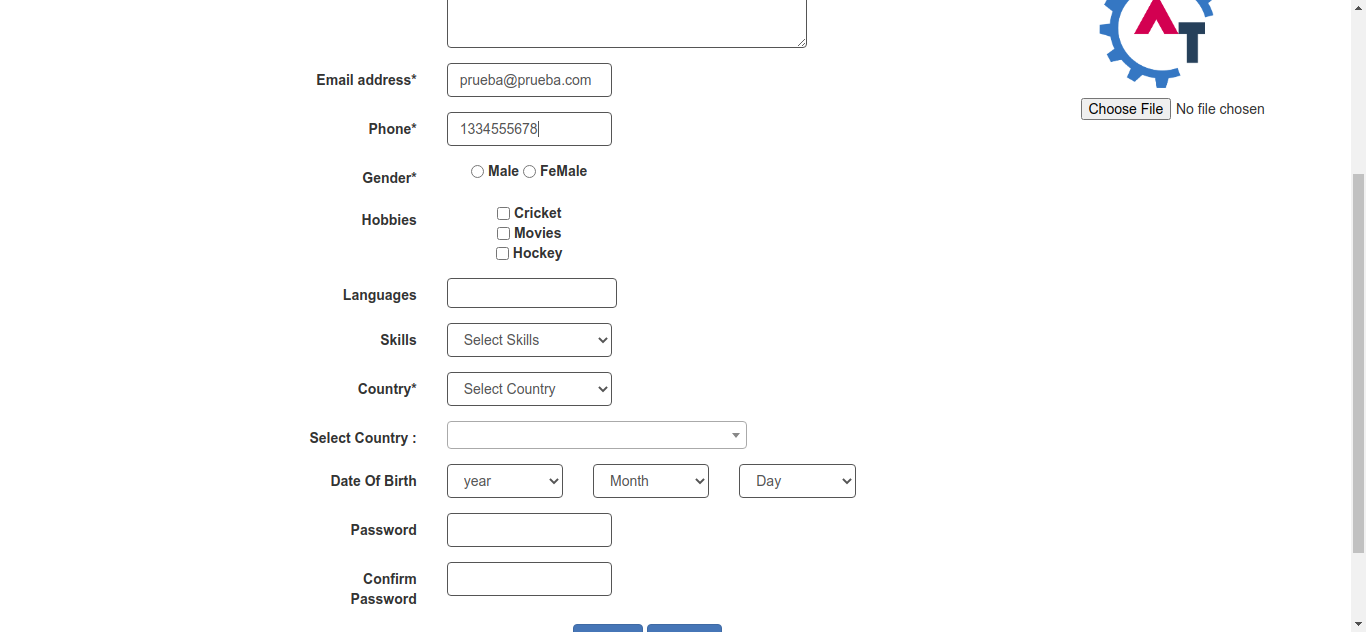 T
Choose File No file chosen
Email address* prueba@prueba.com
Phone* 1334555678
Gender* Male FeMale
Hobbies Cricket
Movies
Hockey
Languages
Skills Select Skills
Country* Select Country
Select Country :
Date Of Birth year Month Day
Password
Confirm
Password